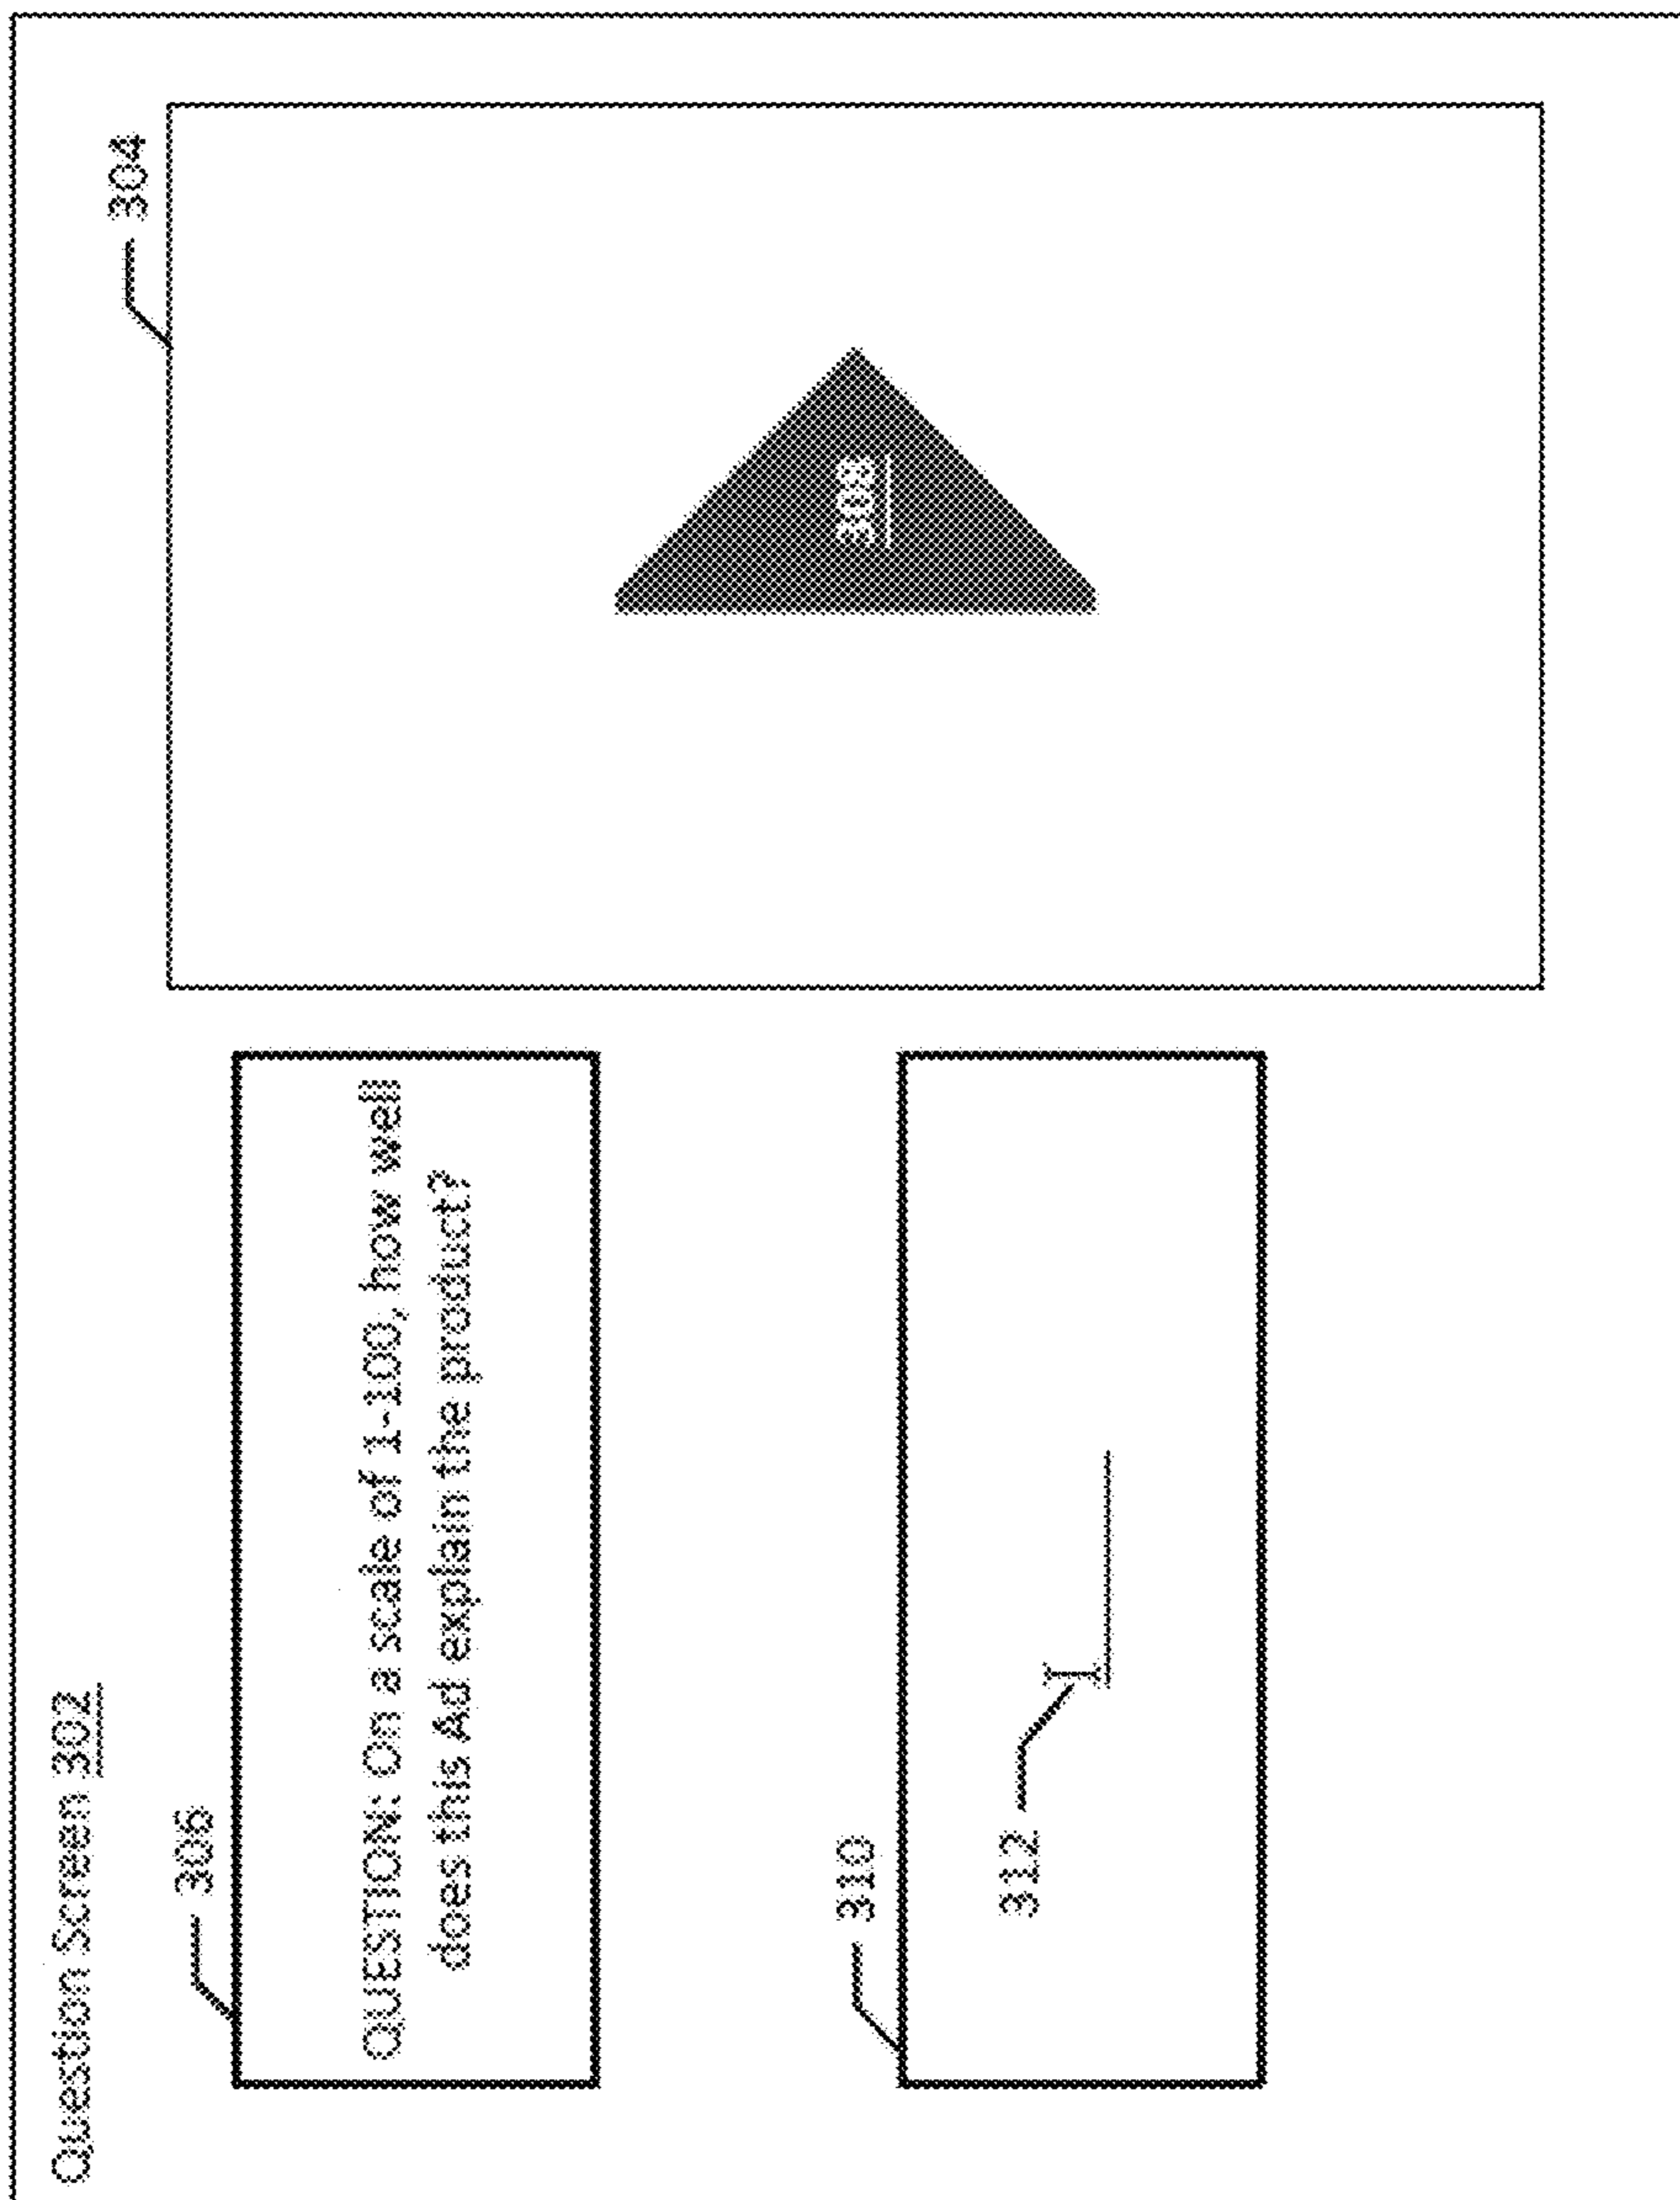 Question Screen 302
306
QUESTION: On a scale of 1-100, how well
does this Ad explain the product?
304
308
310
312